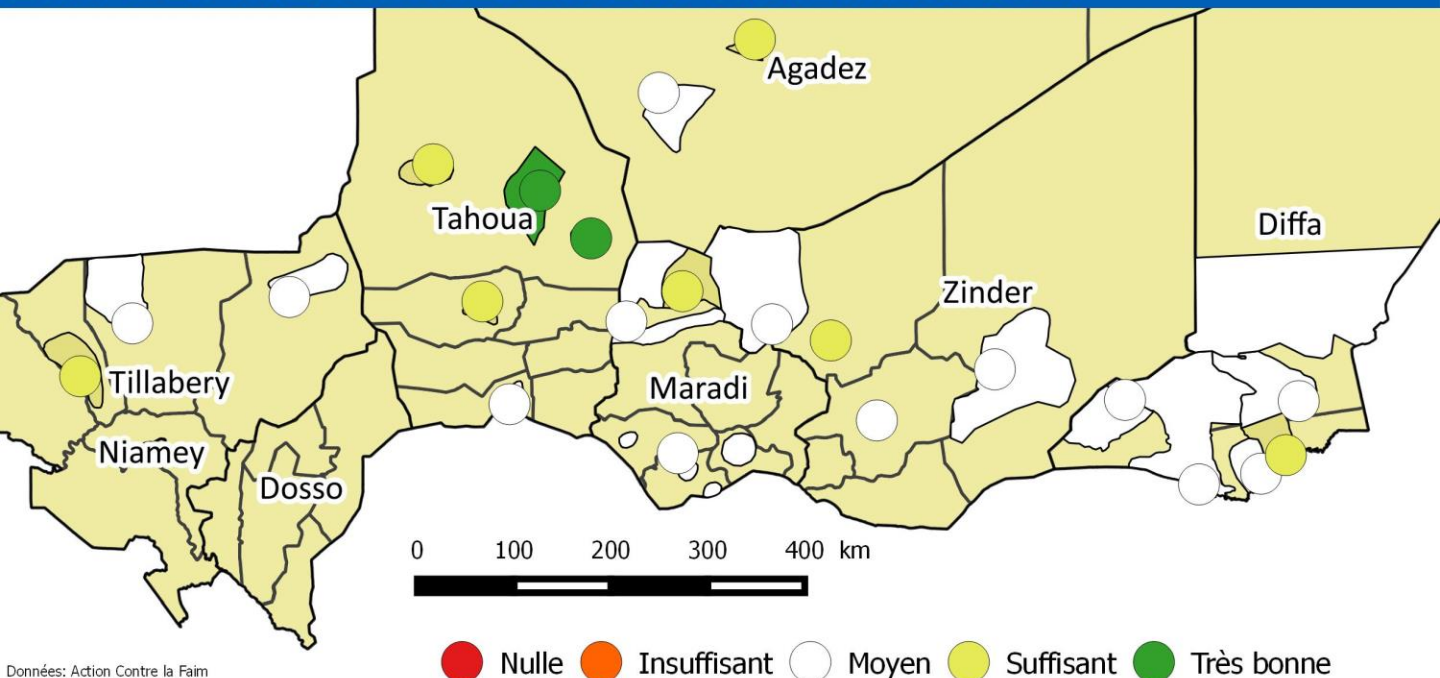 Agadez
Tahoua
Diffa
Zinder
Tillabery
Maradi
Niamey
Dosso
0 100 200 300 400 km
Données: Action Contre la Faim
Nulle Insuffisant Moyen Suffisant Très bonne